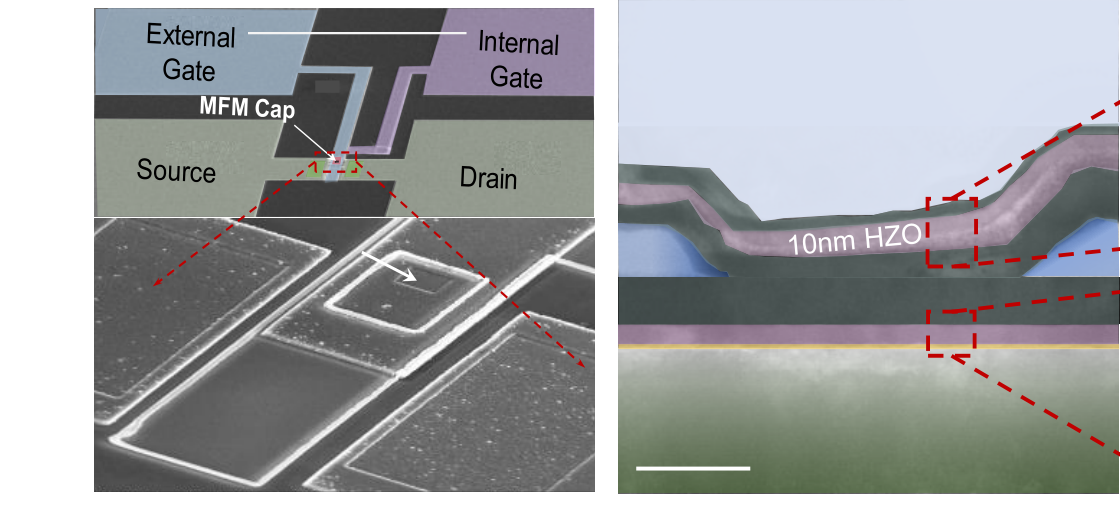 External
Gate
Internal
Gate
MFM Cap
Source
Drain
10nm HZO